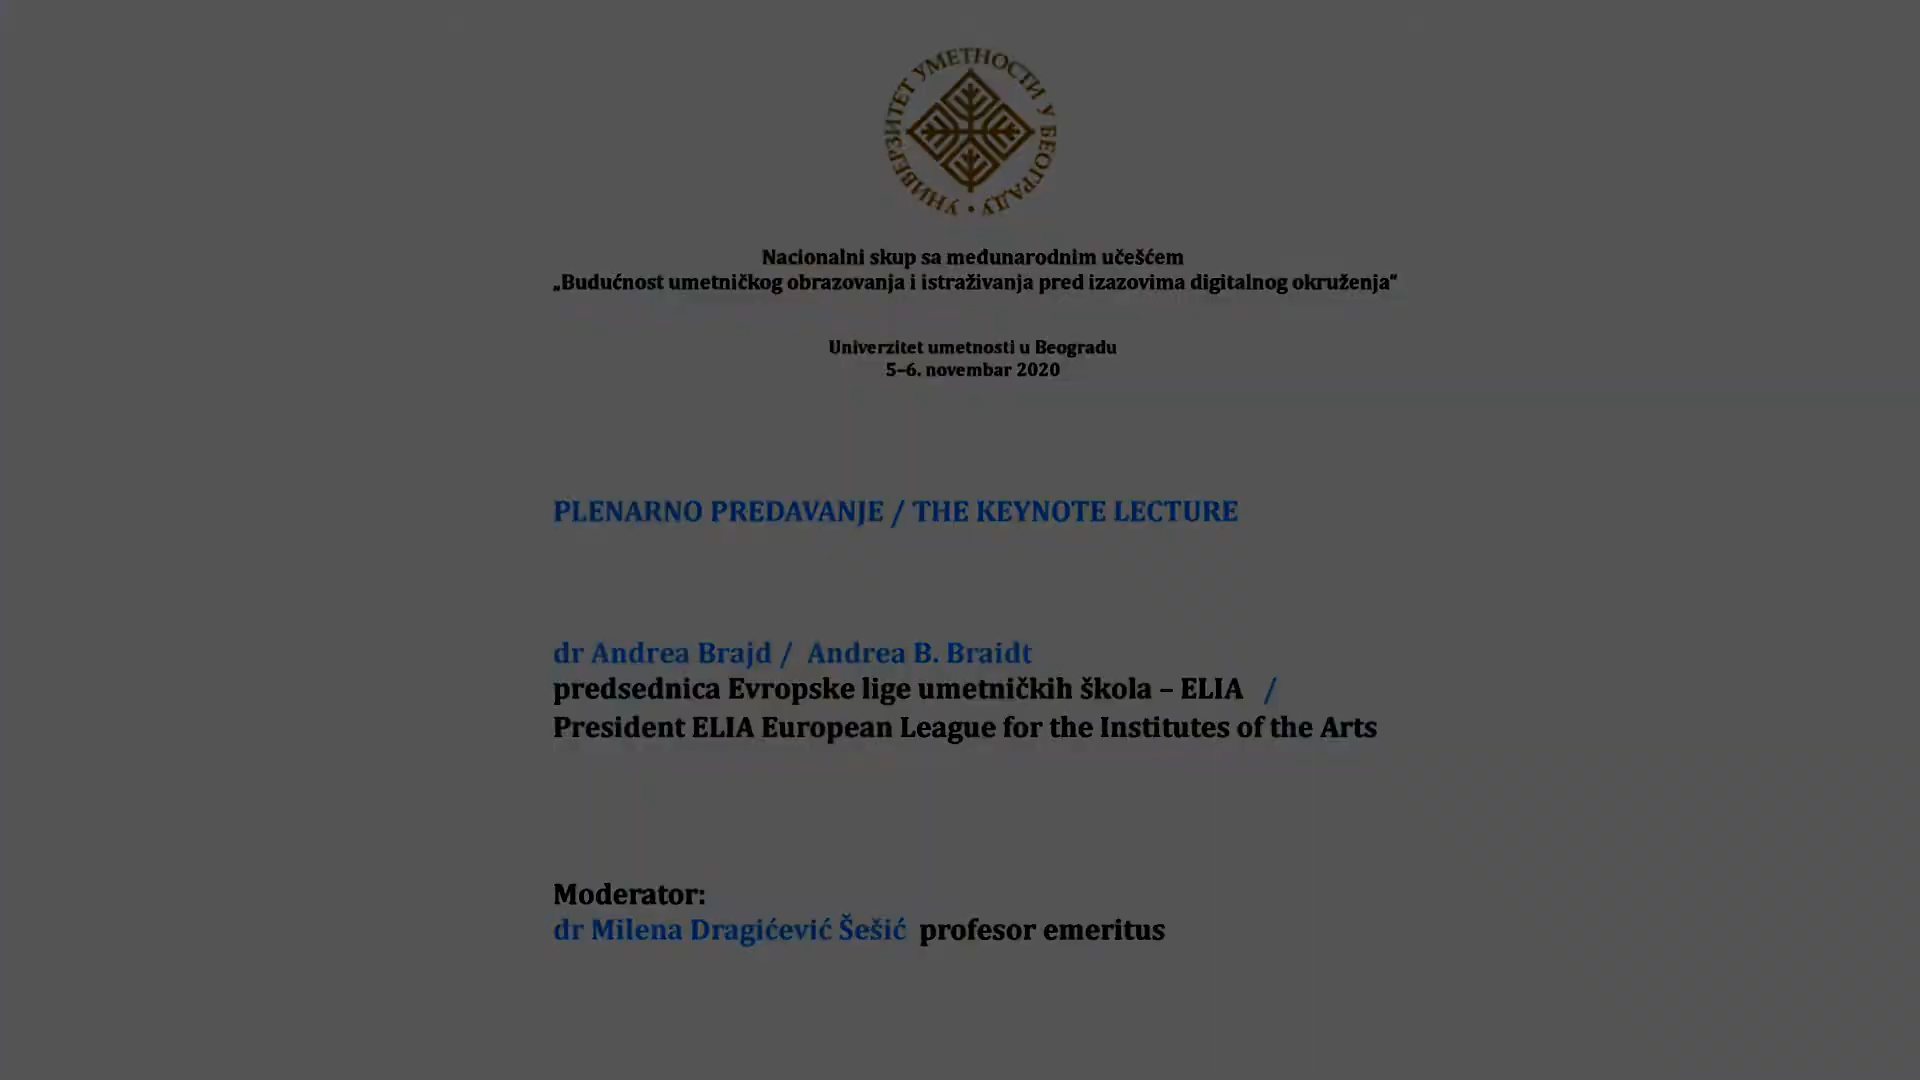 УНИВЕРЗИТЕТ УМЕТНОСТИ У БЕОГРАДУ •
Nacionalni skup sa međunarodnim učešćem
„Budućnost umetničkog obrazovanja i istraživanja pred izazovima digitalnog okruženja“
Univerzitet umetnosti u Beogradu
5–6. novembar 2020
PLENARNO PREDAVANJE / THE KEYNOTE LECTURE
dr Andrea Brajd / Andrea B. Braidt
predsednica Evropske lige umetničkih škola – ELIA /
President ELIA European League for the Institutes of the Arts
Moderator:
dr Milena Dragićević Šešić profesor emeritus